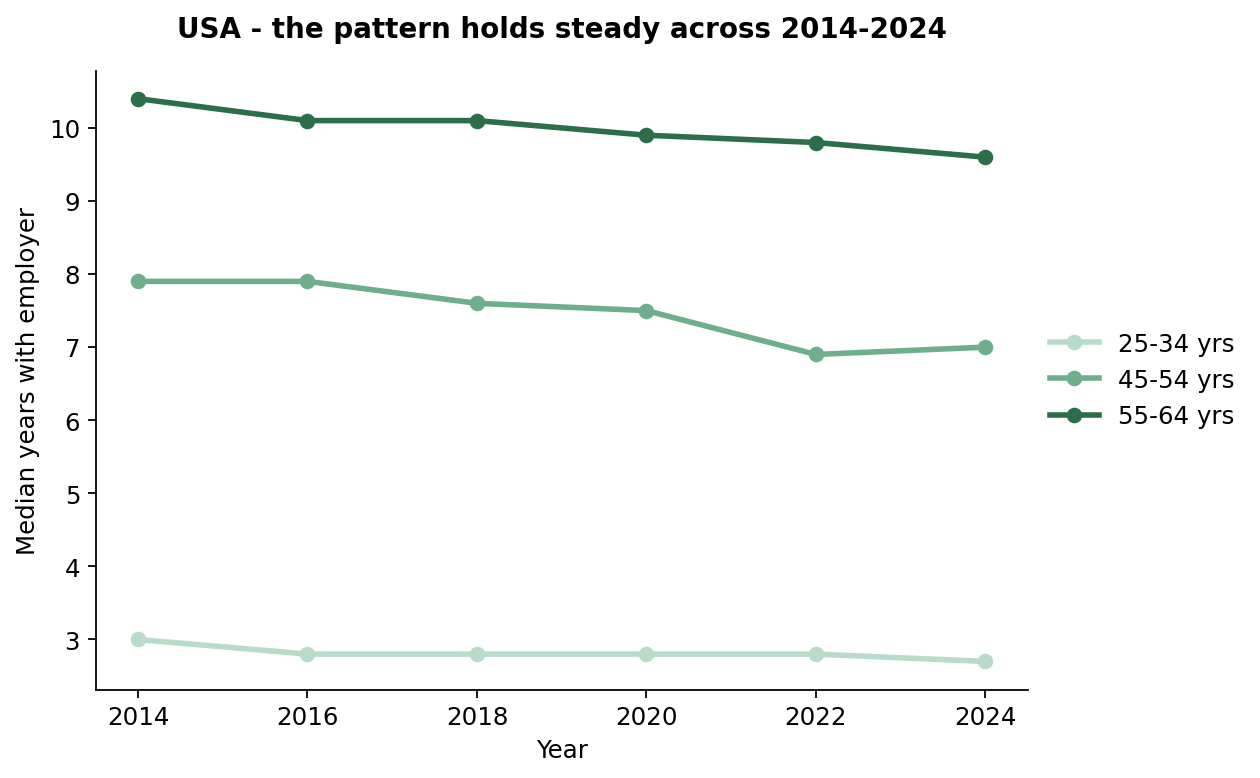 USA - the pattern holds steady across 2014-2024
Median years with employer
10
9
8
7
6
5
4
3
2014 2016 2018 2020 2022 2024
Year
25-34 yrs
45-54 yrs
55-64 yrs